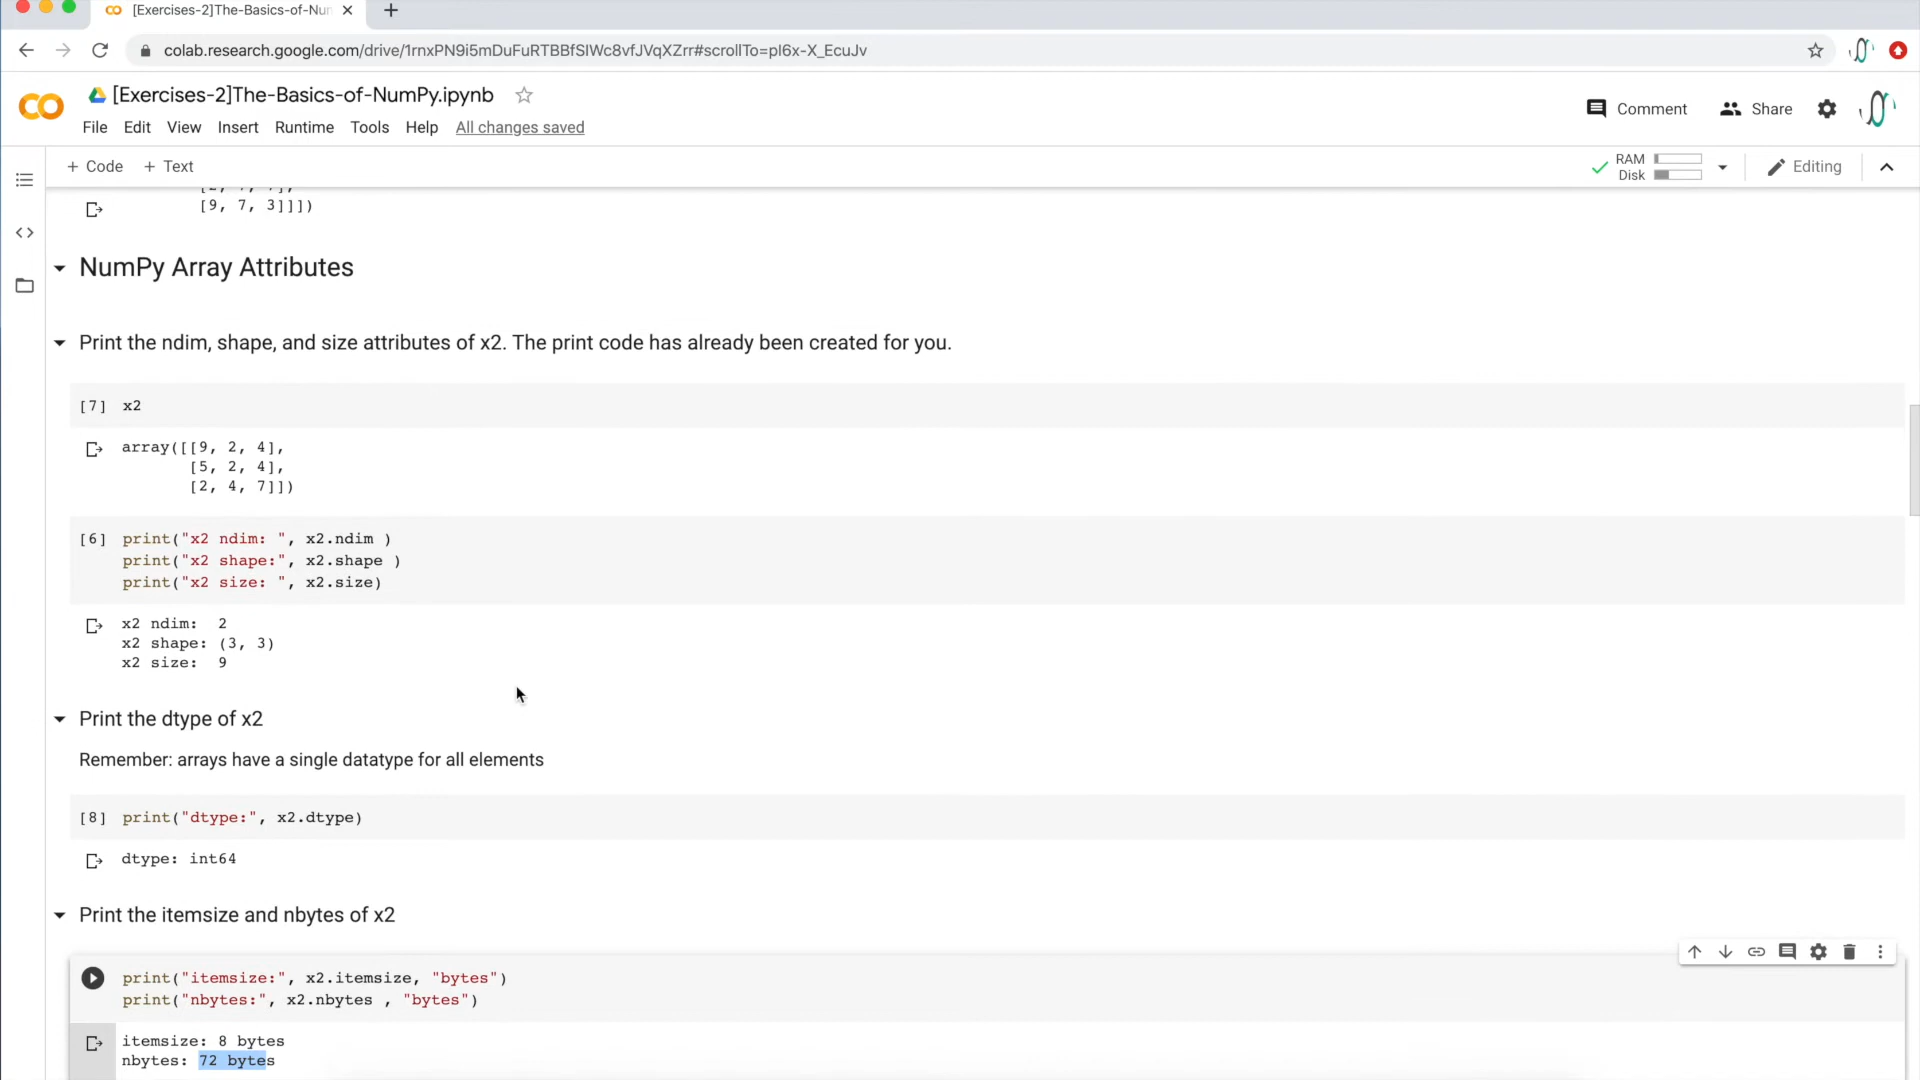 [Exercises-2]The-Basics-of-Nu
colab.research.google.com/drive/1rnxPN9i5mDuFuRTBBfSIWc8vfJVqXZrr#scrollTo=pI6x-X_EcuJv
[Exercises-2]The-Basics-of-NumPy.ipynb
Comment Share
File Edit View Insert Runtime Tools Help All changes saved
+ Code + Text
RAM
Disk
Editing
[9, 7, 3]]])
NumPy Array Attributes
Print the ndim, shape, and size attributes of x2. The print code has already been created for you.
[7] x2
array([[9, 2, 4],
[5, 2, 4],
[2, 4, 7]])
[6] print("x2 ndim: ", x2.ndim )
print("x2 shape:", x2.shape )
print("x2 size: ", x2.size)
x2 ndim:  2
x2 shape: (3, 3)
x2 size:  9
Print the dtype of x2
Remember: arrays have a single datatype for all elements
[8] print("dtype:", x2.dtype)
dtype: int64
Print the itemsize and nbytes of x2
print("itemsize:", x2.itemsize, "bytes")
print("nbytes:", x2.nbytes , "bytes")
itemsize: 8 bytes
nbytes: 72 bytes